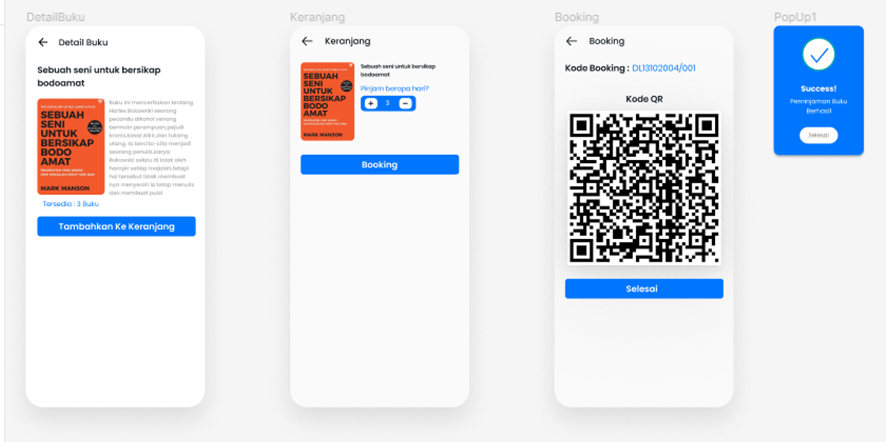 DetailBuku
Detail Buku
Sebuah seni untuk bersikap
bodoamat
SEBUAH
SENI
UNTUK
BERSIKAP
BODO
AMAT
MARK MANSON
Buku ini menceritakan tentang
Harles Bukowski seorang
pecandu alkohol senang
bermain perempuan,pejudi
kronis,kasar,kikir,dan tukang
utang. Ia bercita-cita menjadi
seorang penulis.karya
Bukowski selalu di tolak oleh
hampir setiap majalah,tetapi
hal tersebut tidak membuat
nya menyerah ia tetap menulis
dan membuat puisi
Tersedia : 3 Buku
Tambahkan Ke Keranjang
Keranjang
Keranjang
SEBUAH
SENI
UNTUK
BERSIKAP
BODO
AMAT
MARK MANSON
Sebuah seni untuk bersikap
bodoamat
Pinjam berapa hari?
+ 3 -
Booking
Booking
Booking
Kode Booking : DL13102004/001
Kode QR
Selesai
PopUp1
Success!
Peminjaman Buku
Berhasil
Selesai